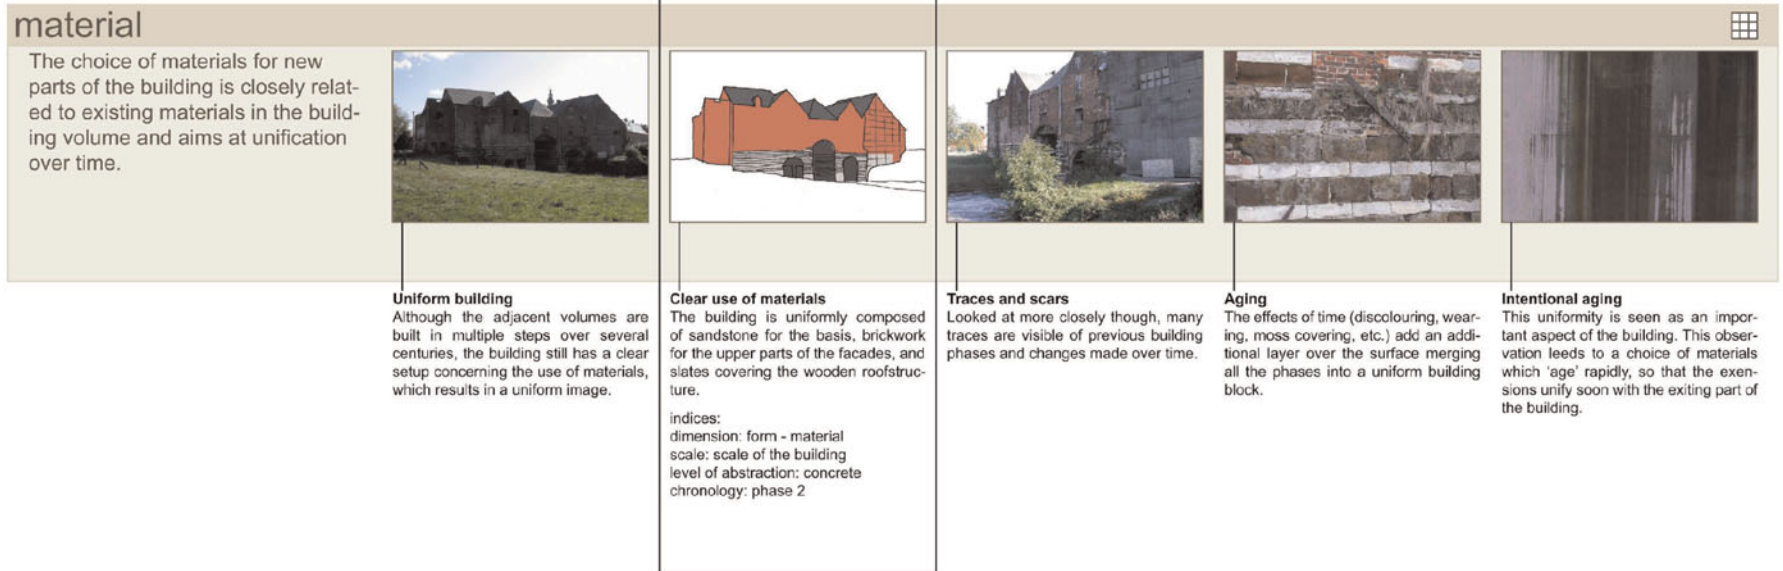 material
The choice of materials for new
parts of the building is closely relat-
ed to existing materials in the build-
ing volume and aims at unification
over time.
Uniform building
Although the adjacent volumes are
built in multiple steps over several
centuries, the building still has a clear
setup concerning the use of materials,
which results in a uniform image.
Clear use of materials
The building is uniformly composed
of sandstone for the basis, brickwork
for the upper parts of the facades, and
slates covering the wooden roofstruc-
ture.
indices:
dimension: form - material
scale: scale of the building
level of abstraction: concrete
chronology: phase 2
Traces and scars
Looked at more closely though, many
traces are visible of previous building
phases and changes made over time.
Aging
The effects of time (discolouring, wear-
ing, moss covering, etc.) add an addi-
tional layer over the surface merging
all the phases into a uniform building
block.
Intentional aging
This uniformity is seen as an impor-
tant aspect of the building. This obser-
vation leeds to a choice of materials
which 'age' rapidly, so that the exen-
sions unify soon with the exiting part of
the building.